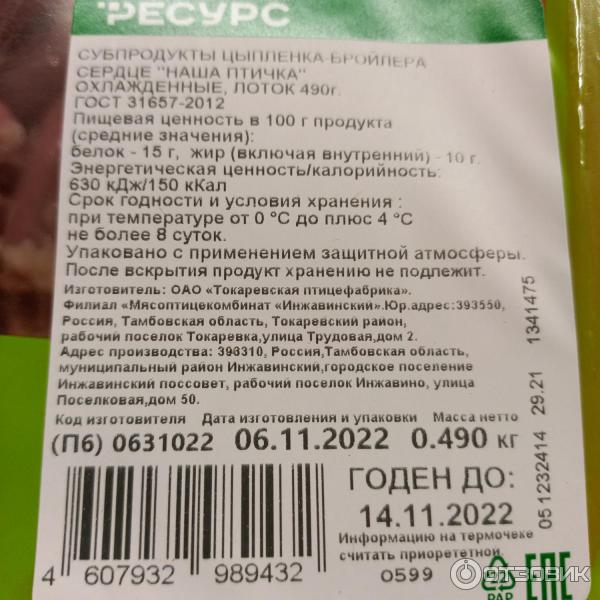 РЕСУРС
СУБПРОДУКТЫ ЦЫПЛЕНКА-БРОЙЛЕРА
СЕРДЦЕ "НАША ПТИЧКА"
ОХЛАЖДЕННЫЕ, ЛОТОК 490г.
ГОСТ 31657-2012
Пищевая ценность в 100 г продукта
(средние значения):
белок - 15 г, жир (включая внутренний) - 10 г.
Энергетическая ценность/калорийность:
630 кДж/150 кКал
Срок годности и условия хранения :
при температуре от 0 °С до плюс 4 °С
не более 8 суток.
Упаковано с применением защитной атмосферы.
После вскрытия продукт хранению не подлежит.
Изготовитель: ОАО «Токаревская птицефабрика».
Филиал «Мясоптицекомбинат «Инжавинский».Юр.адрес:393550,
Россия, Тамбовская область, Токаревский район,
рабочий поселок Токаревка,улица Трудовая,дом 2.
Адрес производства: 393310, Россия,Тамбовская область,
муниципальный район Инжавинский,городское поселение
Инжавинский поссовет, рабочий поселок Инжавино, улица
Поселковая,дом 50.
Код изготовителя Дата изготовления и упаковки Масса нетто
(П6) 0631022 06.11.2022 0.490 кг
ГОДЕН ДО:
14.11.2022
Информацию на термочеке
считать приоретётной.
4 607932 989432
0599
PAP
ЕАС
05 1232414 29.21 1341475
ОТЗОВИК